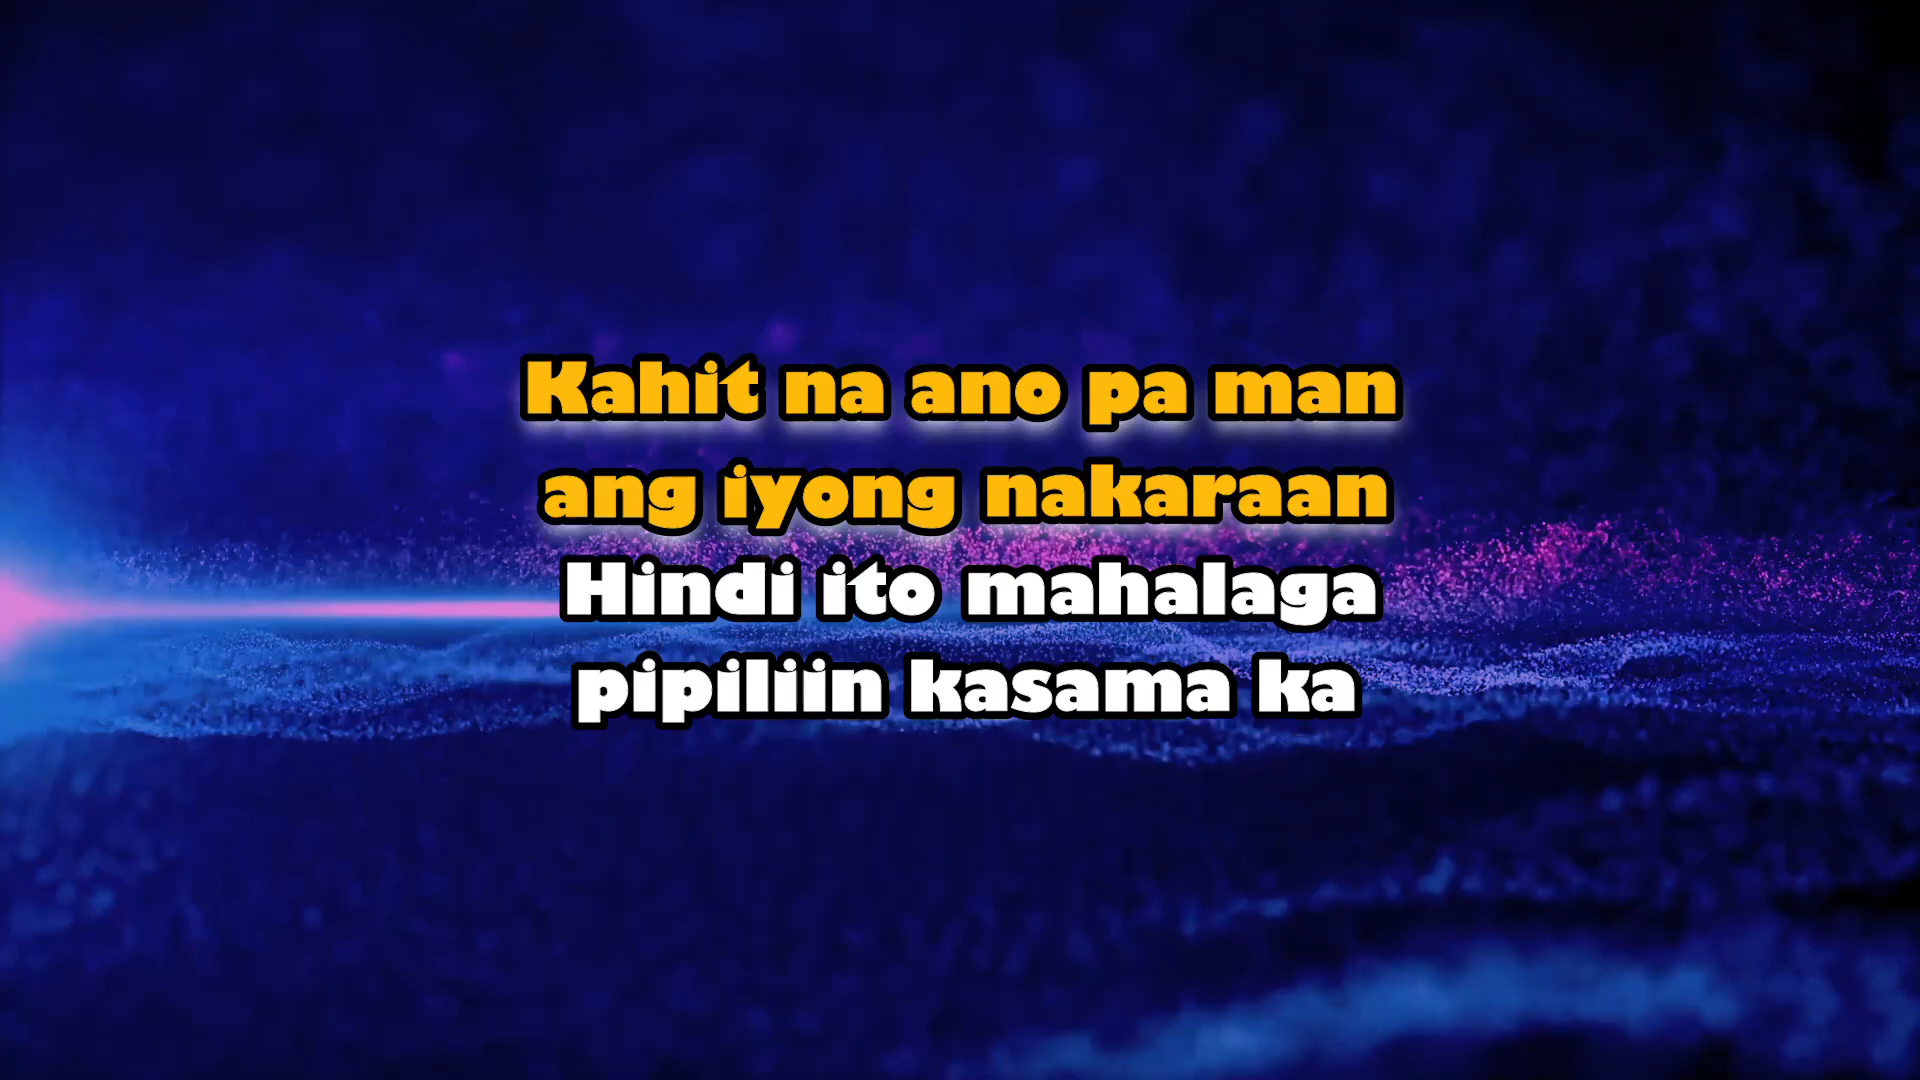 Kahit na ano pa man
ang iyong nakaraan
Hindi ito mahalaga
pipiliin kasama ka